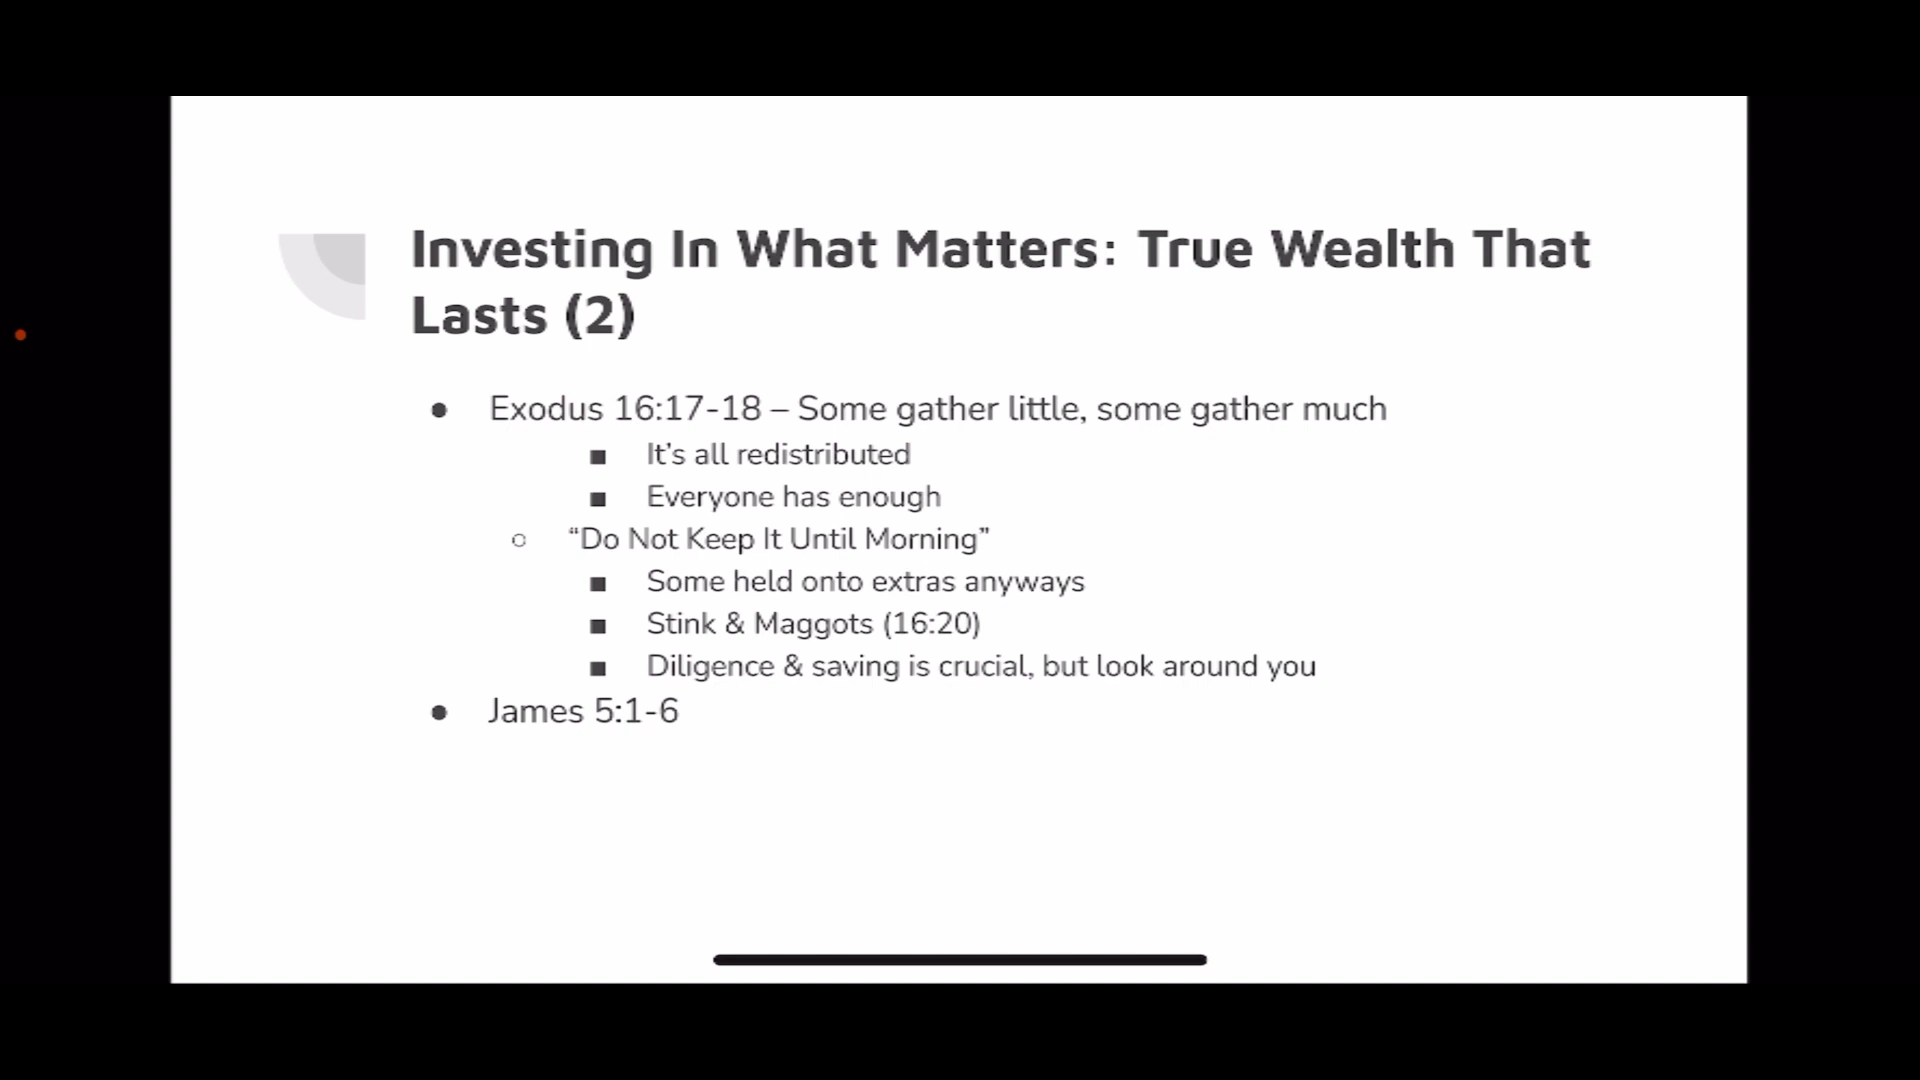 Investing In What Matters: True Wealth That
Lasts (2)
● Exodus 16:17-18 – Some gather little, some gather much
■ It’s all redistributed
■ Everyone has enough
○ “Do Not Keep It Until Morning”
■ Some held onto extras anyways
■ Stink & Maggots (16:20)
■ Diligence & saving is crucial, but look around you
● James 5:1-6